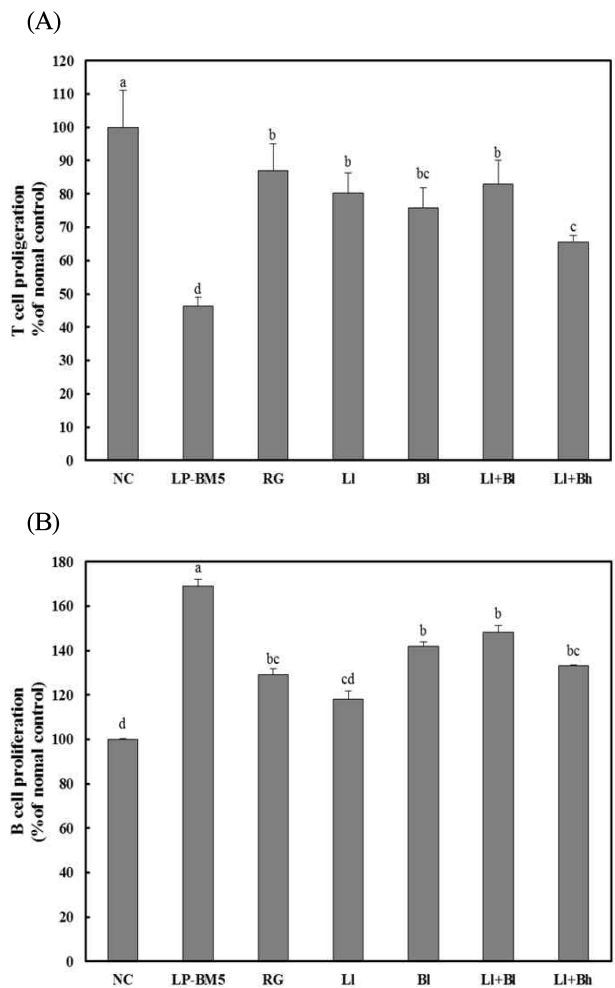 (A)
T cell proligeration
%of nomal control)
120
110
100
90
80
70
60
50
40
30
20
10
0
a
d
b
b
bc
b
c
NC LP-BM5 RG Ll Bl Ll+Bl Ll+Bh
(B)
B cell proliferation
(%of nomal control)
180
160
140
120
100
80
60
40
20
0
d
a
bc
cd
b
b
bc
NC LP-BM5 RG Ll Bl Ll+Bl Ll+Bh